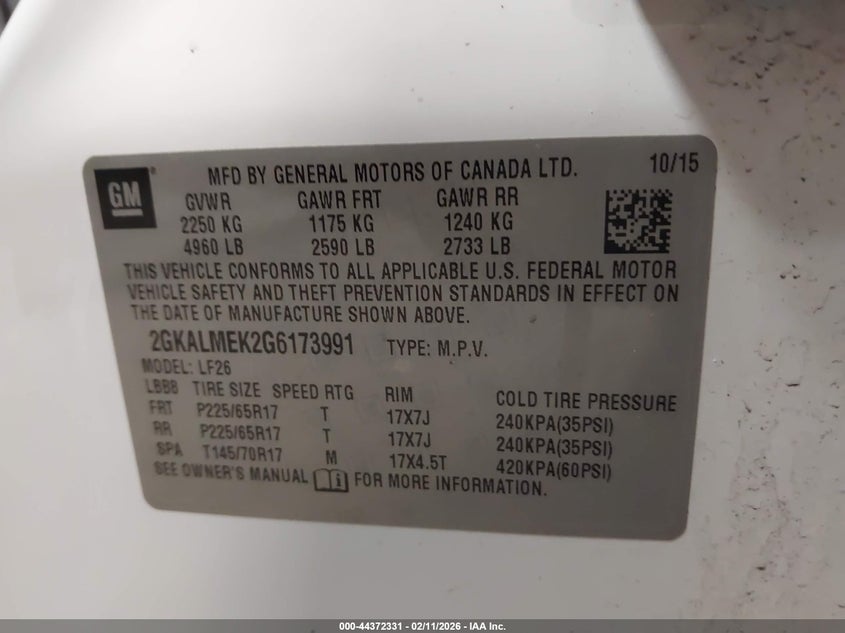 GM
MFD BY GENERAL MOTORS OF CANADA LTD. 10/15
GVWR GAWR FRT GAWR RR
2250 KG 1175 KG 1240 KG
4960 LB 2590 LB 2733 LB
THIS VEHICLE CONFORMS TO ALL APPLICABLE U.S. FEDERAL MOTOR
VEHICLE SAFETY AND THEFT PREVENTION STANDARDS IN EFFECT ON
THE DATE OF MANUFACTURE SHOWN ABOVE.
2GKALMEK2G6173991 TYPE: M.P.V.
MODEL: LF26
LBBB TIRE SIZE SPEED RTG RIM COLD TIRE PRESSURE
FRT P225/65R17 T 17X7J 240KPA(35PSI)
RR P225/65R17 T 17X7J 240KPA(35PSI)
SPA T145/70R17 M 17X4.5T 420KPA(60PSI)
SEE OWNER'S MANUAL FOR MORE INFORMATION.
000-44372331 - 02/11/2026 - IAA Inc.